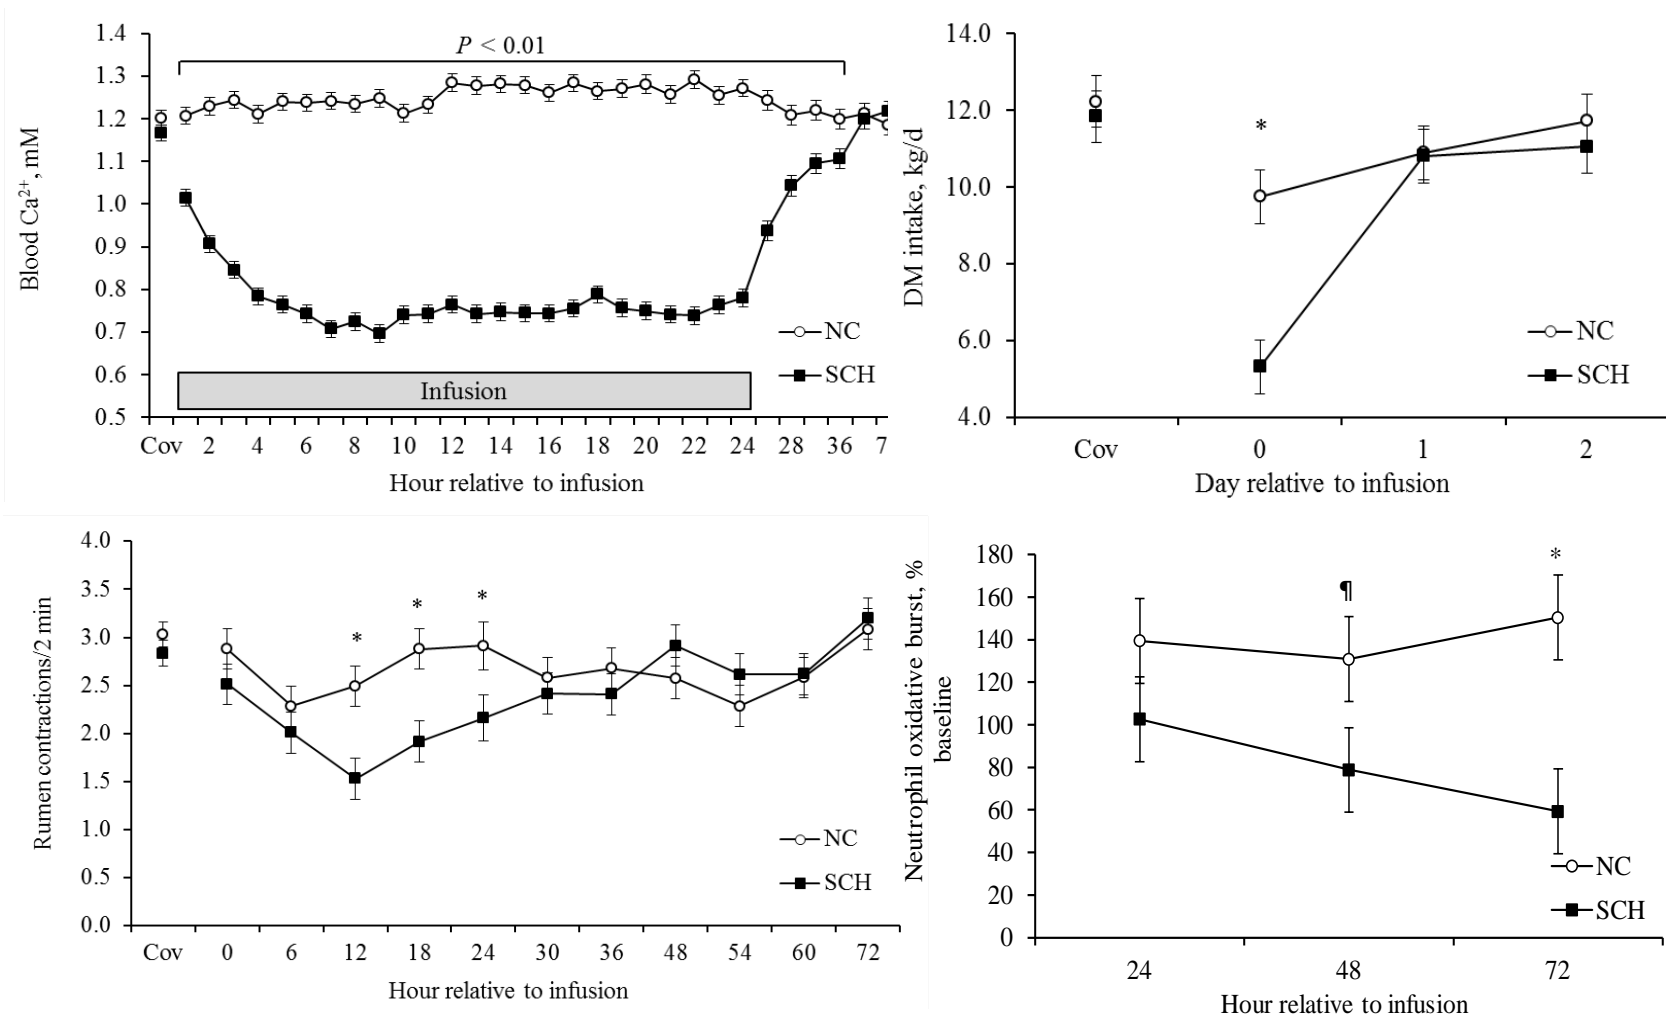 1.4
1.3
1.2
1.1
1.0
0.9
0.8
0.7
0.6
0.5
Blood Ca²⁺, mM
P < 0.01
NC
SCH
Infusion
Cov 2 4 6 8 10 12 14 16 18 20 22 24 28 36 7
Hour relative to infusion
14.0
12.0
10.0
8.0
6.0
4.0
DM intake, kg/d
*
NC
SCH
Cov 0 1 2
Day relative to infusion
4.0
3.5
3.0
2.5
2.0
1.5
1.0
0.5
0.0
Rumen contractions/2 min
* * *
NC
SCH
Cov 0 6 12 18 24 30 36 48 54 60 72
Hour relative to infusion
180
160
140
120
100
80
60
40
20
0
Neutrophil oxidative burst, %
baseline
¶ *
NC
SCH
24 48 72
Hour relative to infusion